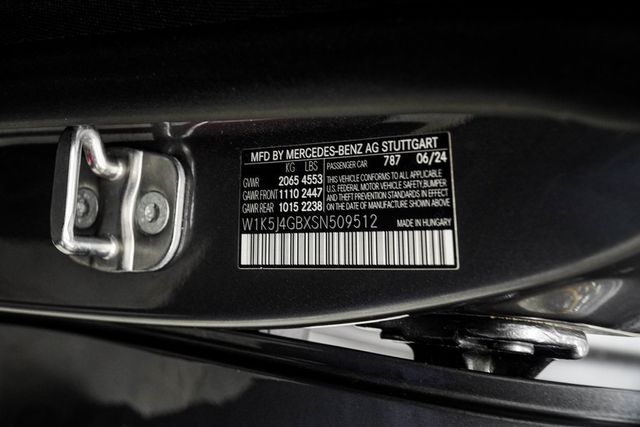 MFD BY MERCEDES-BENZ AG STUTTGART
KG LBS PASSENGER CAR 787 06/24
GVWR 2065 4553
GAWR FRONT 1110 2447
GAWR REAR 1015 2238
THIS VEHICLE CONFORMS TO ALL APPLICABLE
U.S. FEDERAL MOTOR VEHICLE SAFETY,BUMPER
AND THEFT PREVENTION STANDARDS IN EFFECT
ON THE DATE OF MANUFACTURE SHOWN ABOVE
W1K5J4GBXSN509512 MADE IN HUNGARY